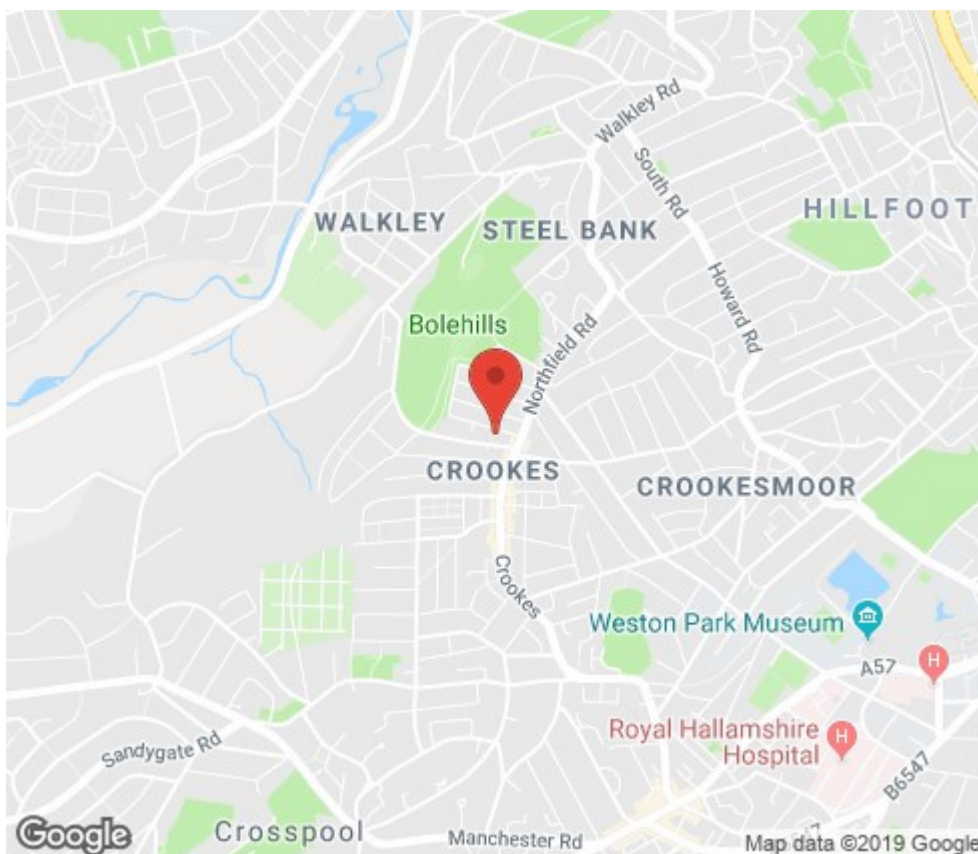 Walkley Rd
South Rd
WALKLEY
STEEL BANK
HILLFOOT
Howard Rd
Bolehills
Northfield Rd
CROOKES
CROOKESMOOR
Crookes
Weston Park Museum
A57
H
Royal Hallamshire
Hospital
H
Sandygate Rd
B6547
Google
Crosspool
Manchester Rd
Map data ©2019 Google